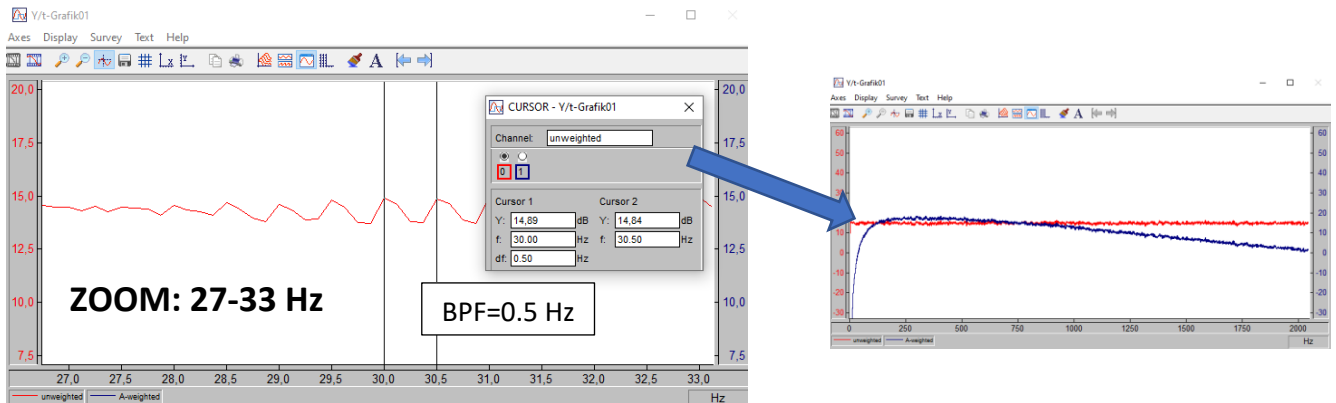 Y/t-Grafik01
Axes Display Survey Text Help
20,0
17,5
15,0
12,5
10,0
7,5
20,0
17,5
15,0
12,5
10,0
7,5
CURSOR - Y/t-Grafik01
Channel: unweighted
0 1
Cursor 1 Cursor 2
Y: 14,89 dB Y: 14,84 dB
f: 30.00 Hz f: 30.50 Hz
df: 0.50 Hz
ZOOM: 27-33 Hz
BPF=0.5 Hz
27,0 27,5 28,0 28,5 29,0 29,5 30,0 30,5 31,0 31,5 32,0 32,5 33,0
unweighted A-weighted Hz
Y/t-Grafik01
Axes Display Survey Text Help
60
50
40
10
0
-10
-20
-30
60
50
40
30
20
10
0
-10
-20
-30
0 250 500 750 1000 1250 1500 1750 2000
Hz
unweighted A-weighted